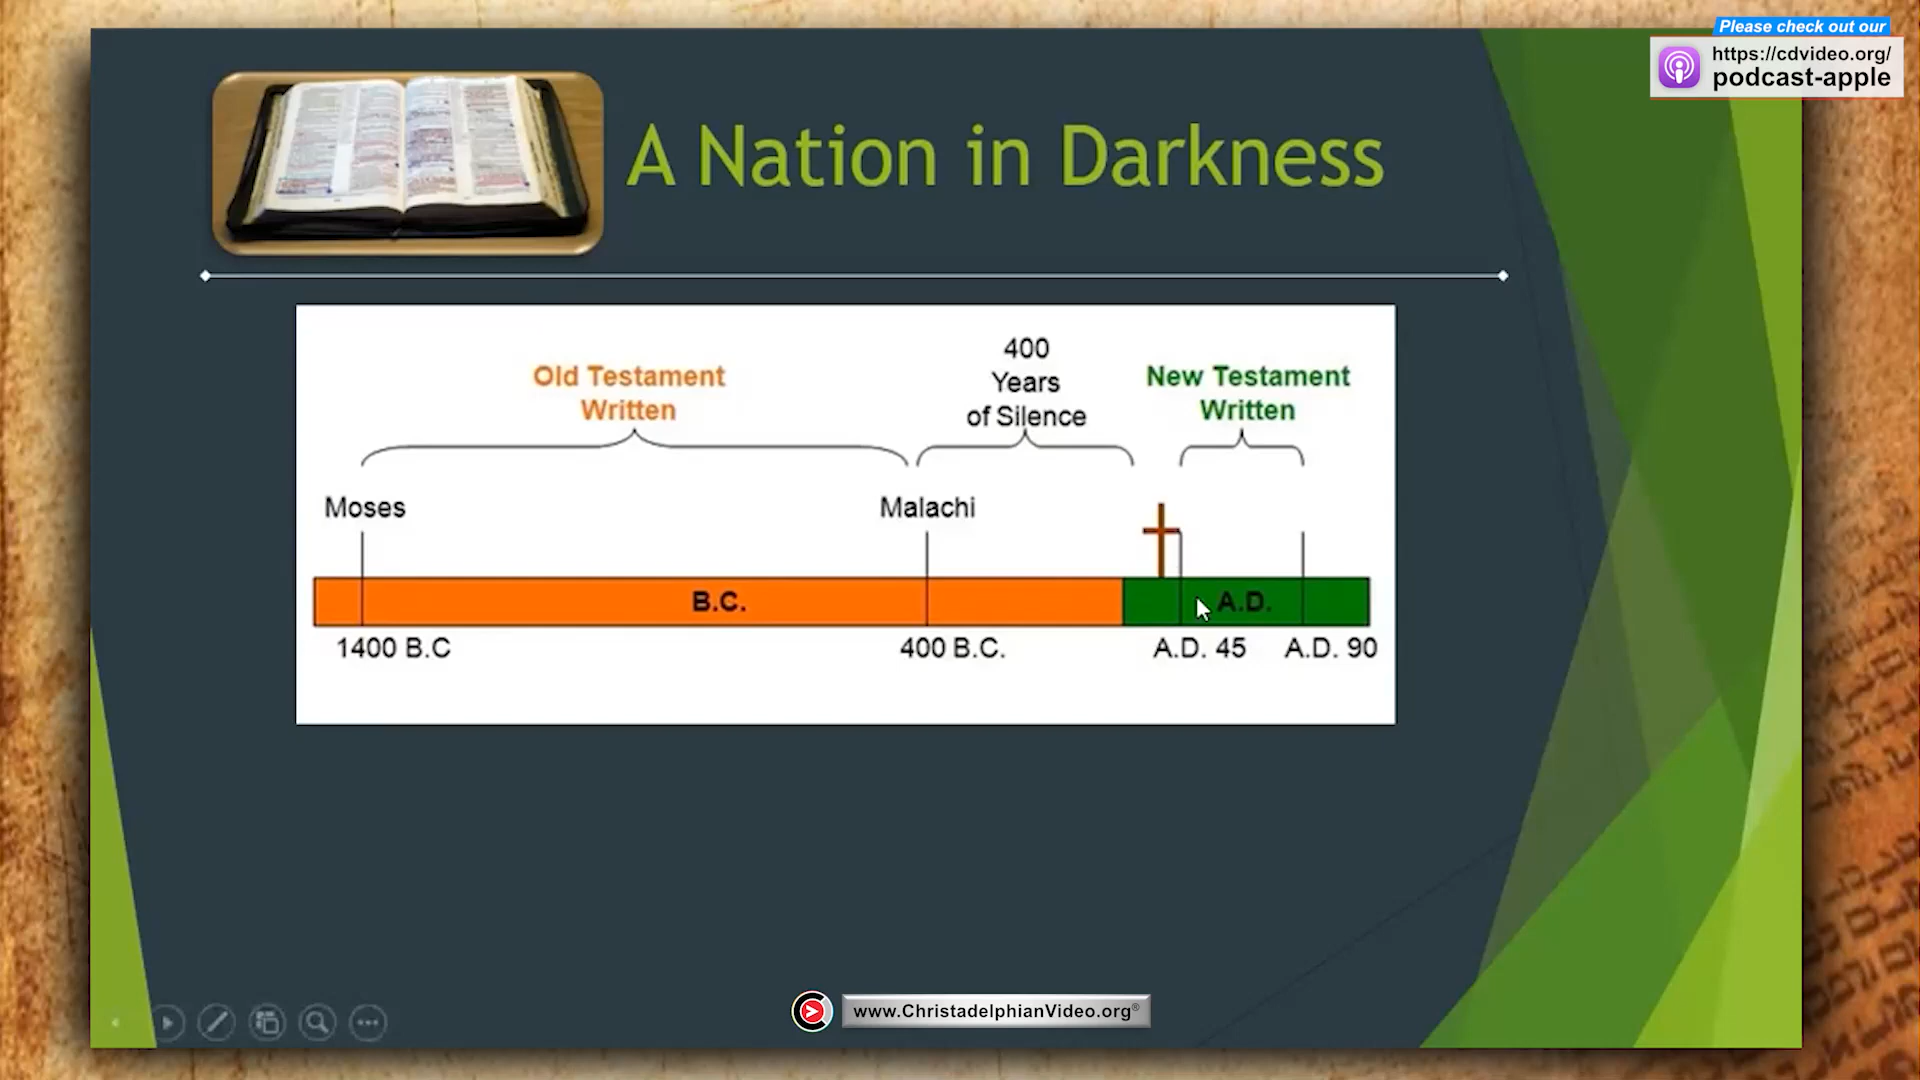 Please check out our
https://cdvideo.org/
podcast-apple
A Nation in Darkness
Old Testament
Written
400
Years
of Silence
New Testament
Written
Moses
Malachi
B.C.
A.D.
1400 B.C
400 B.C.
A.D. 45
A.D. 90
www.ChristadelphianVideo.org®